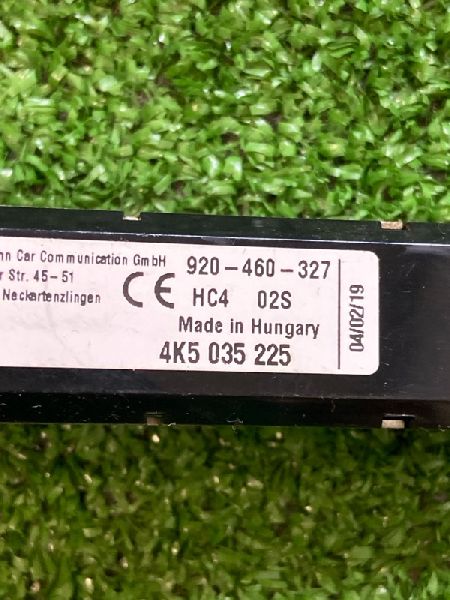 Car Communication GmbH
Str. 45-51
Neckartenzlingen
CE
920-460-327
HC4 02S
Made in Hungary
4K5 035 225
04/02/19